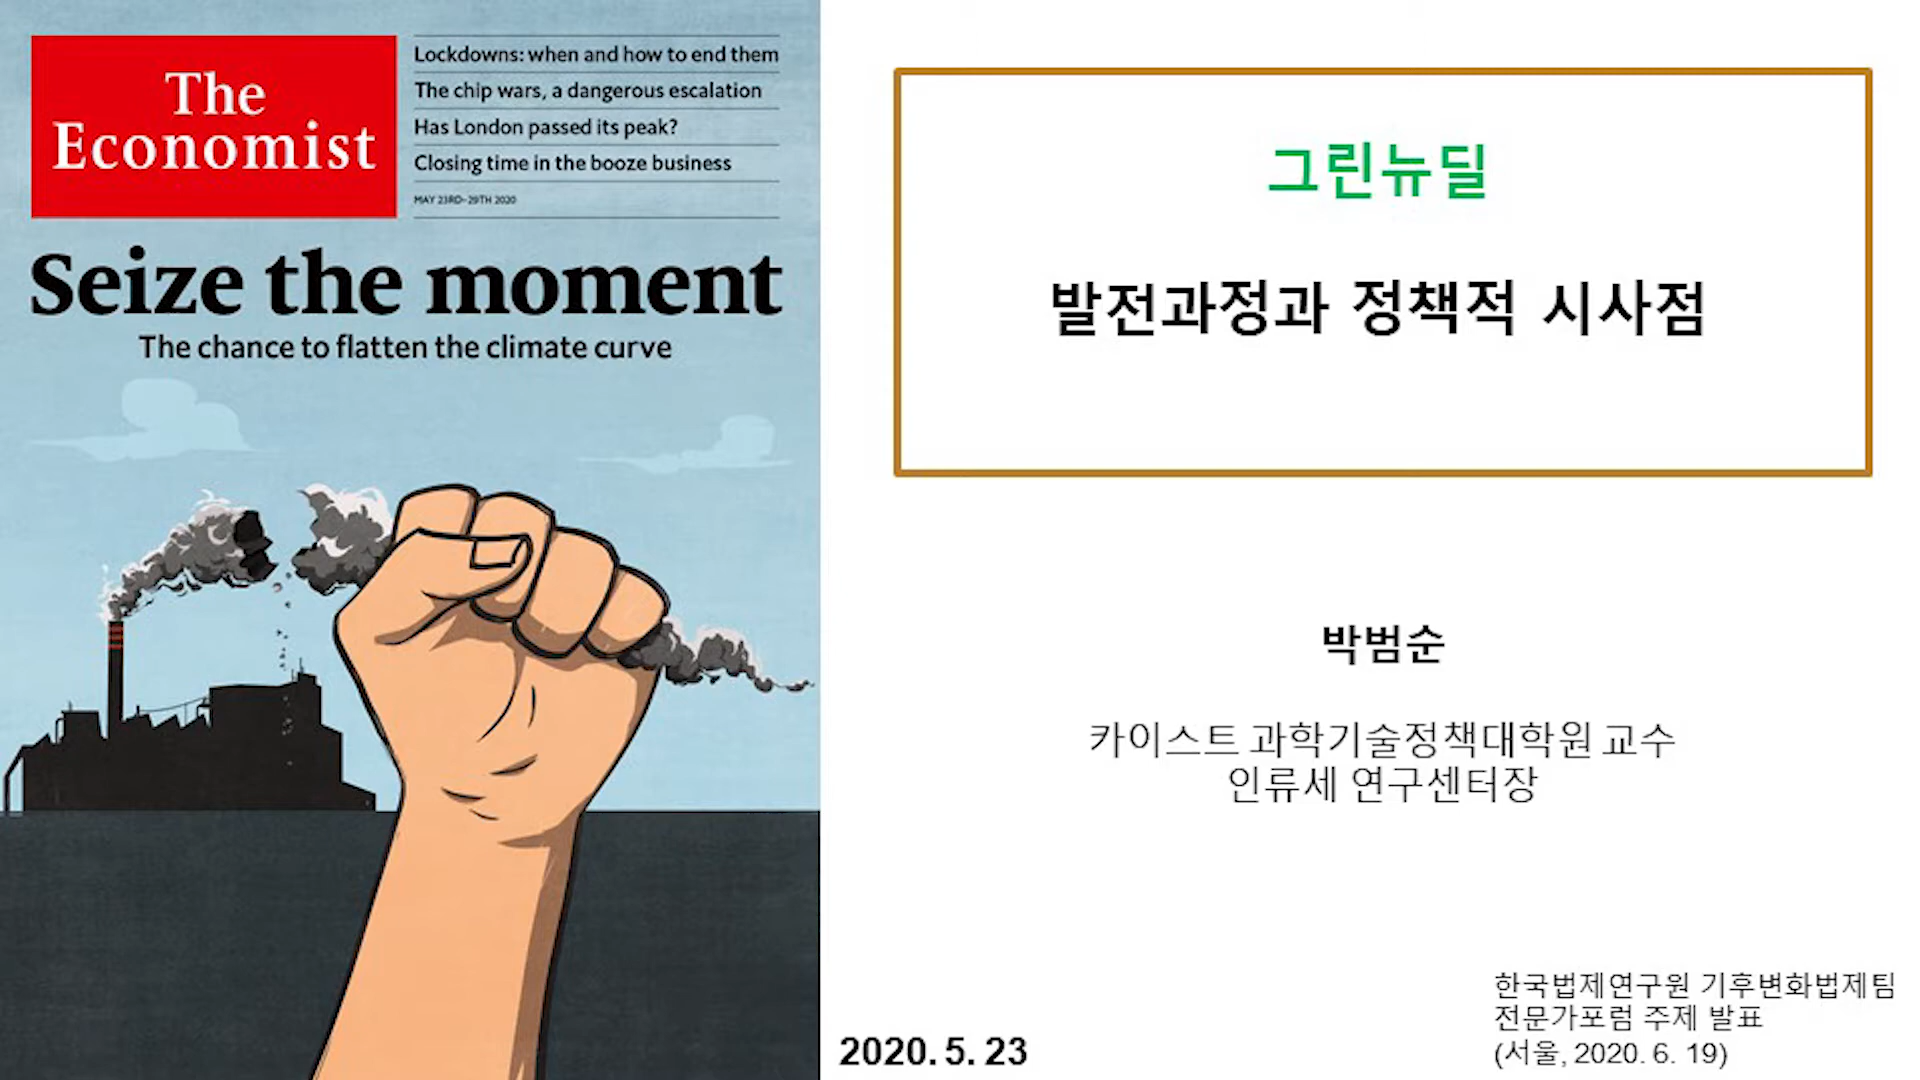 The
Economist
Lockdowns: when and how to end them
The chip wars, a dangerous escalation
Has London passed its peak?
Closing time in the booze business
MAY 23RD–29TH 2020
Seize the moment
The chance to flatten the climate curve
그린뉴딜
발전과정과 정책적 시사점
박범순
카이스트 과학기술정책대학원 교수
인류세 연구센터장
2020. 5. 23
한국법제연구원 기후변화법제팀
전문가포럼 주제 발표
(서울, 2020. 6. 19)